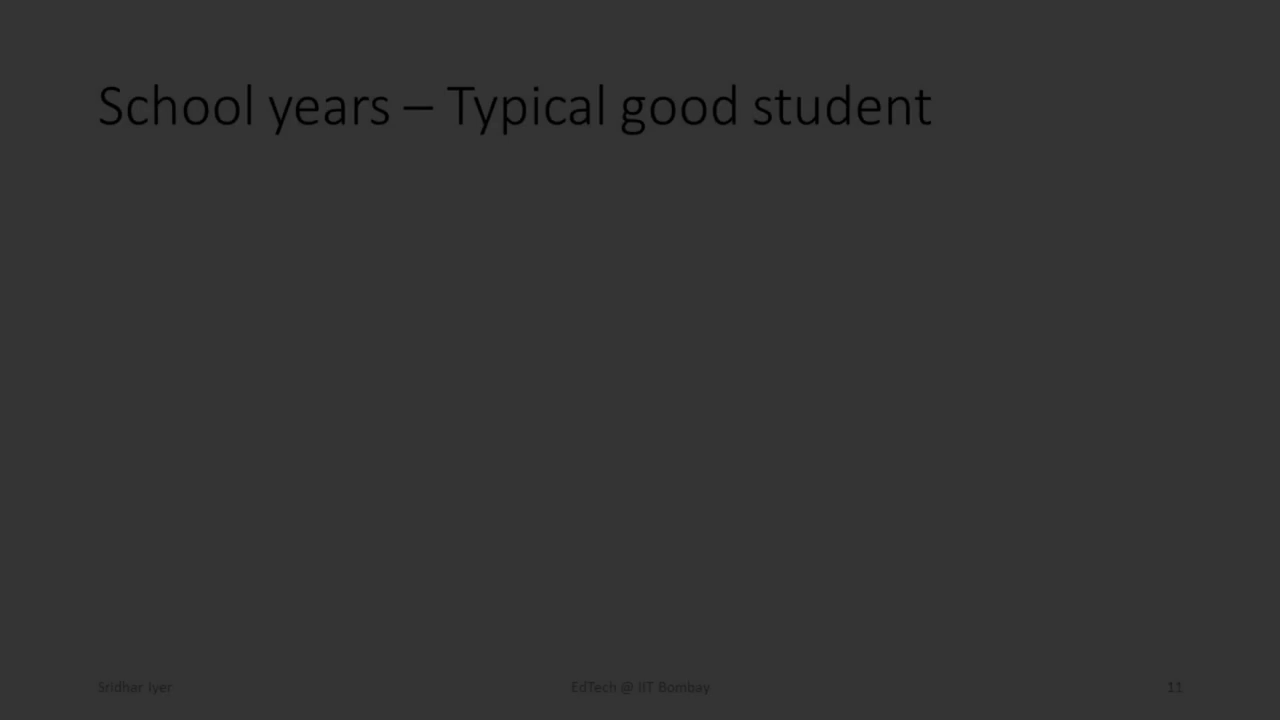 School years – Typical good student
Sridhar Iyer
EdTech @ IIT Bombay
11